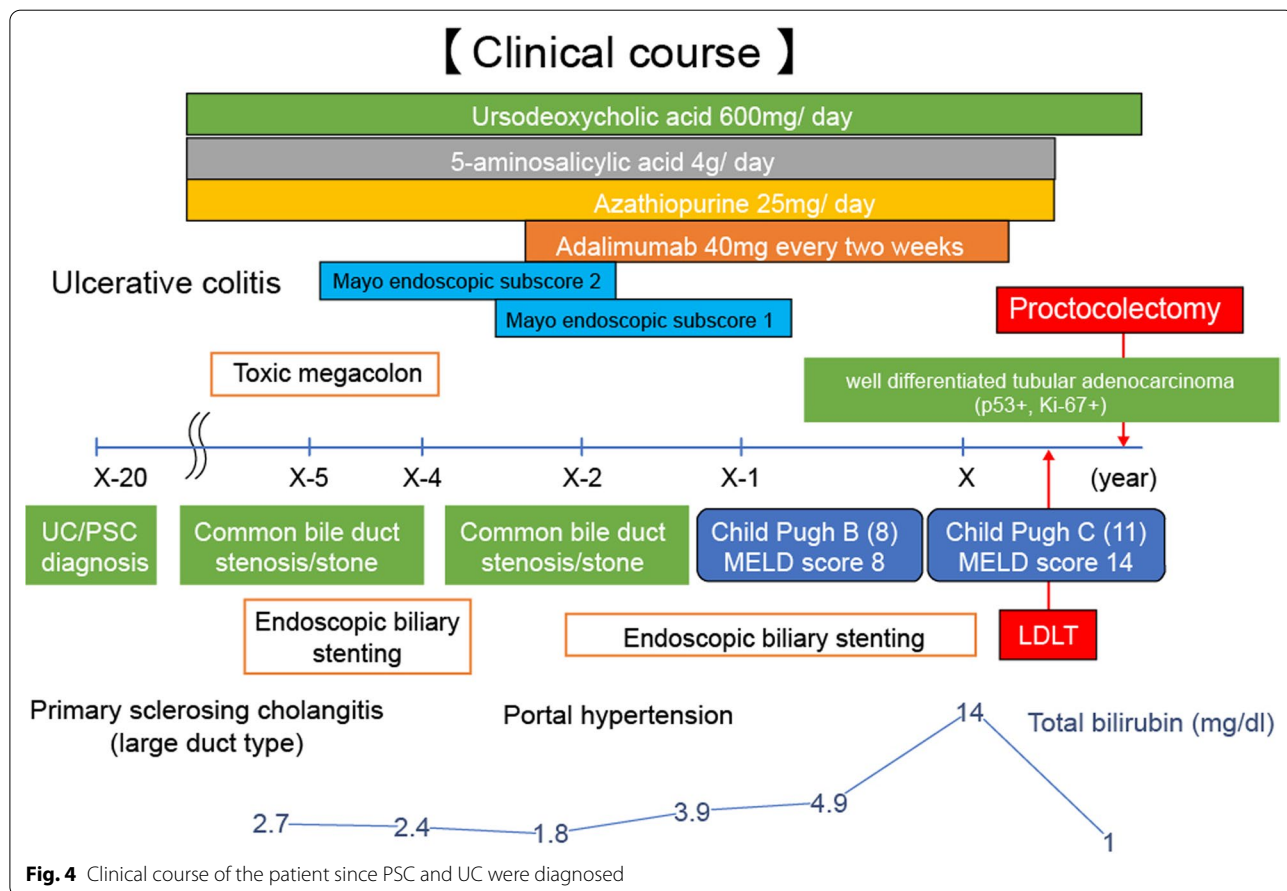 【 Clinical course 】
Ursodeoxycholic acid 600mg/ day
5-aminosalicylic acid 4g/ day
Azathiopurine 25mg/ day
Adalimumab 40mg every two weeks
Ulcerative colitis
Mayo endoscopic subscore 2
Mayo endoscopic subscore 1
Proctocolectomy
Toxic megacolon
well differentiated tubular adenocarcinoma
(p53+, Ki-67+)
X-20
X-5
X-4
X-2
X-1
X
(year)
UC/PSC
diagnosis
Common bile duct
stenosis/stone
Common bile duct
stenosis/stone
Child Pugh B (8)
MELD score 8
Child Pugh C (11)
MELD score 14
Endoscopic biliary
stenting
Endoscopic biliary stenting
LDLT
Primary sclerosing cholangitis
(large duct type)
Portal hypertension
Total bilirubin (mg/dl)
2.7
2.4
1.8
3.9
4.9
14
1
Fig. 4 Clinical course of the patient since PSC and UC were diagnosed